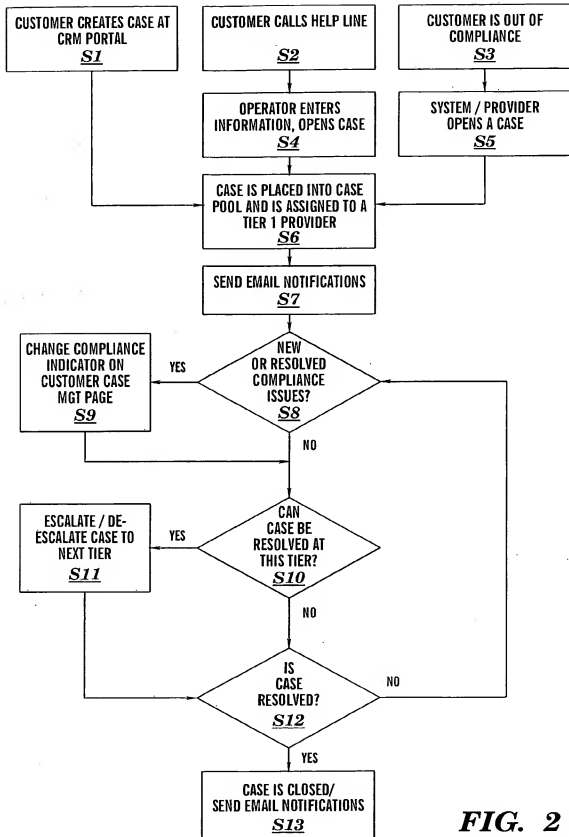 CUSTOMER CREATES CASE AT
CRM PORTAL
S1
CUSTOMER CALLS HELP LINE
S2
CUSTOMER IS OUT OF
COMPLIANCE
S3
OPERATOR ENTERS
INFORMATION, OPENS CASE
S4
SYSTEM / PROVIDER
OPENS A CASE
S5
CASE IS PLACED INTO CASE
POOL AND IS ASSIGNED TO A
TIER 1 PROVIDER
S6
SEND EMAIL NOTIFICATIONS
S7
NEW
OR RESOLVED
COMPLIANCE
ISSUES?
S8
YES
CHANGE COMPLIANCE
INDICATOR ON
CUSTOMER CASE
MGT PAGE
S9
NO
CAN
CASE BE
RESOLVED AT
THIS TIER?
S10
YES
ESCALATE / DE-
ESCALATE CASE TO
NEXT TIER
S11
NO
IS
CASE
RESOLVED?
S12
NO
YES
CASE IS CLOSED/
SEND EMAIL NOTIFICATIONS
S13
FIG. 2